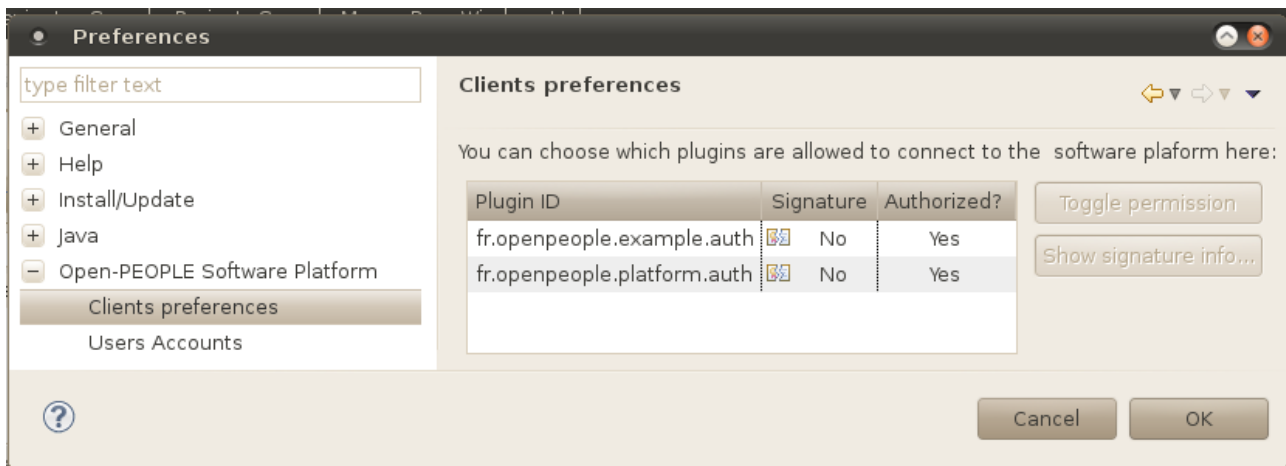 Preferences
type filter text
General
Help
Install/Update
Java
Open-PEOPLE Software Platform
Clients preferences
Users Accounts
Clients preferences
You can choose which plugins are allowed to connect to the  software plaform here:
Plugin ID Signature Authorized?
fr.openpeople.example.auth No Yes
fr.openpeople.platform.auth No Yes
Toggle permission
Show signature info...
Cancel OK